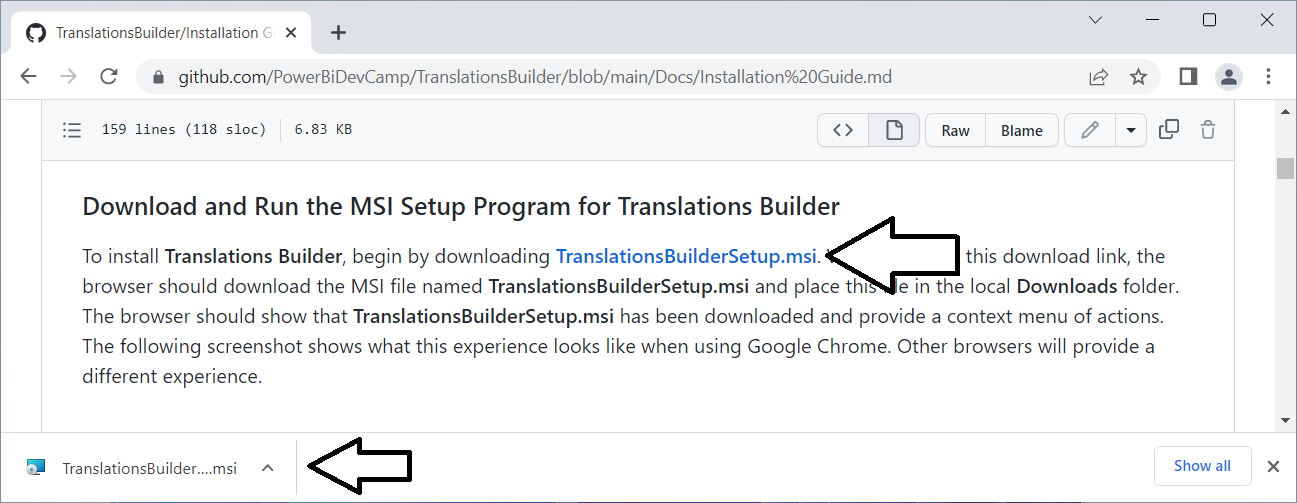 TranslationsBuilder/Installation G
github.com/PowerBiDevCamp/TranslationsBuilder/blob/main/Docs/Installation%20Guide.md
159 lines (118 sloc) 6.83 KB
Raw Blame
Download and Run the MSI Setup Program for Translations Builder
To install Translations Builder, begin by downloading TranslationsBuilderSetup.msi. this download link, the
browser should download the MSI file named TranslationsBuilderSetup.msi and place this file in the local Downloads folder.
The browser should show that TranslationsBuilderSetup.msi has been downloaded and provide a context menu of actions.
The following screenshot shows what this experience looks like when using Google Chrome. Other browsers will provide a
different experience.
TranslationsBuilder....msi
Show all